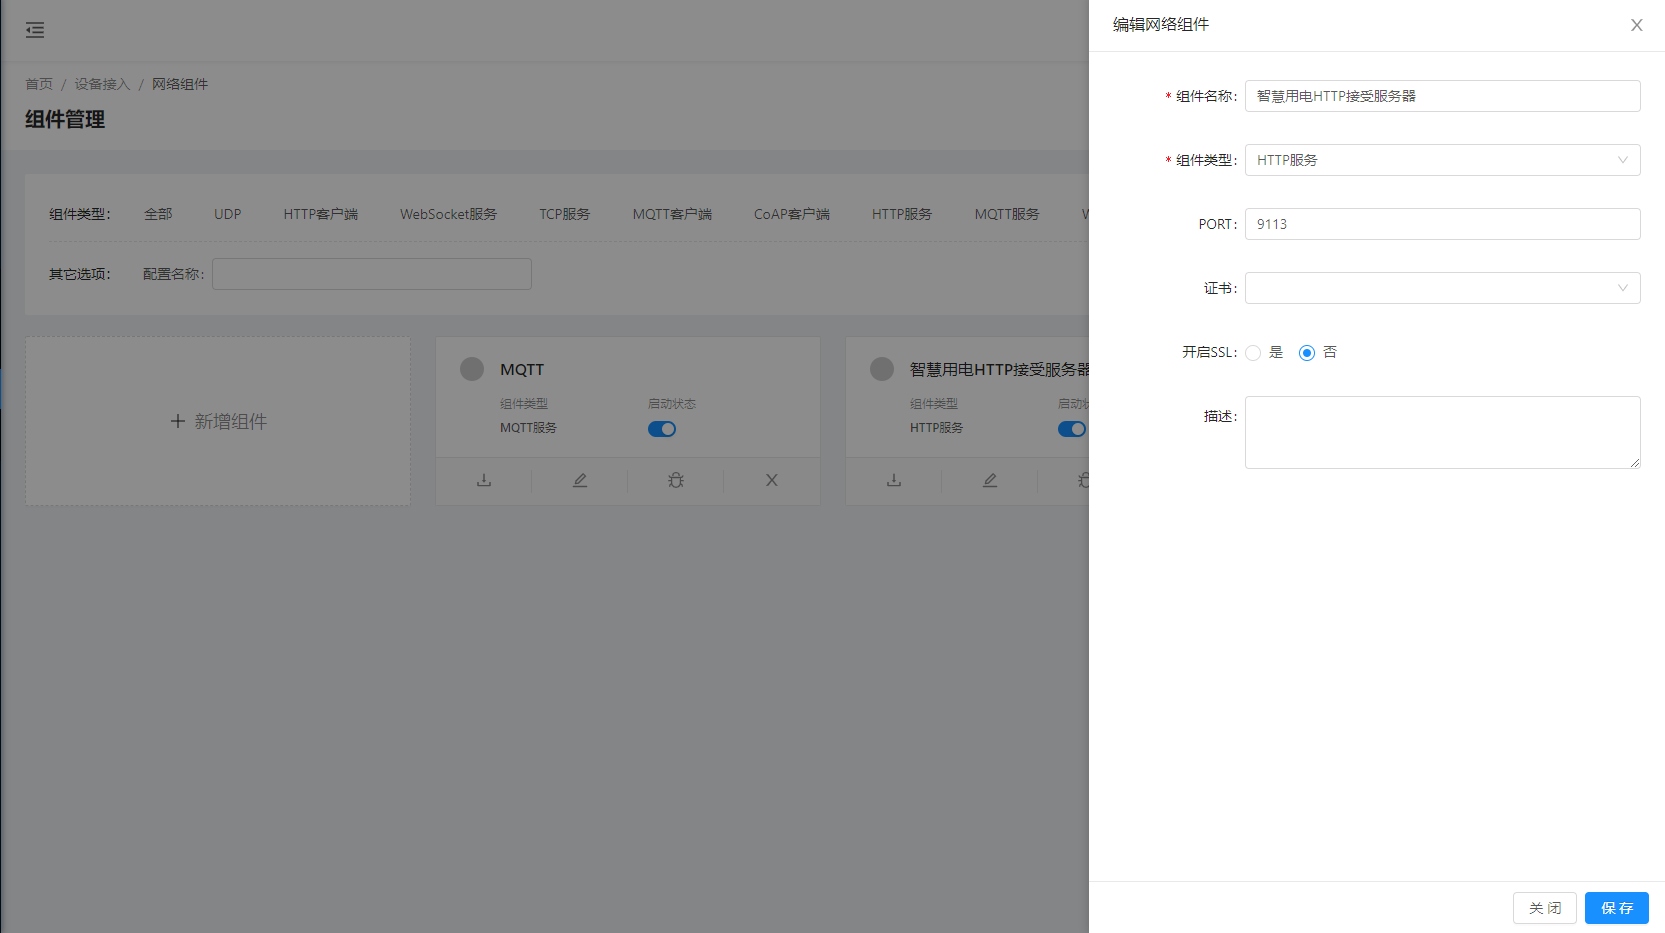 首页 / 设备接入 / 网络组件
组件管理
组件类型： 全部 UDP HTTP客户端 WebSocket服务 TCP服务 MQTT客户端 CoAP客户端 HTTP服务 MQTT服务
其它选项： 配置名称：
+ 新增组件
MQTT
组件类型 启动状态
MQTT服务
智慧用电HTTP接受服务器
组件类型 启动状
HTTP服务
编辑网络组件
* 组件名称： 智慧用电HTTP接受服务器
* 组件类型： HTTP服务
PORT： 9113
证书：
开启SSL： 是 否
描述：
关 闭 保 存